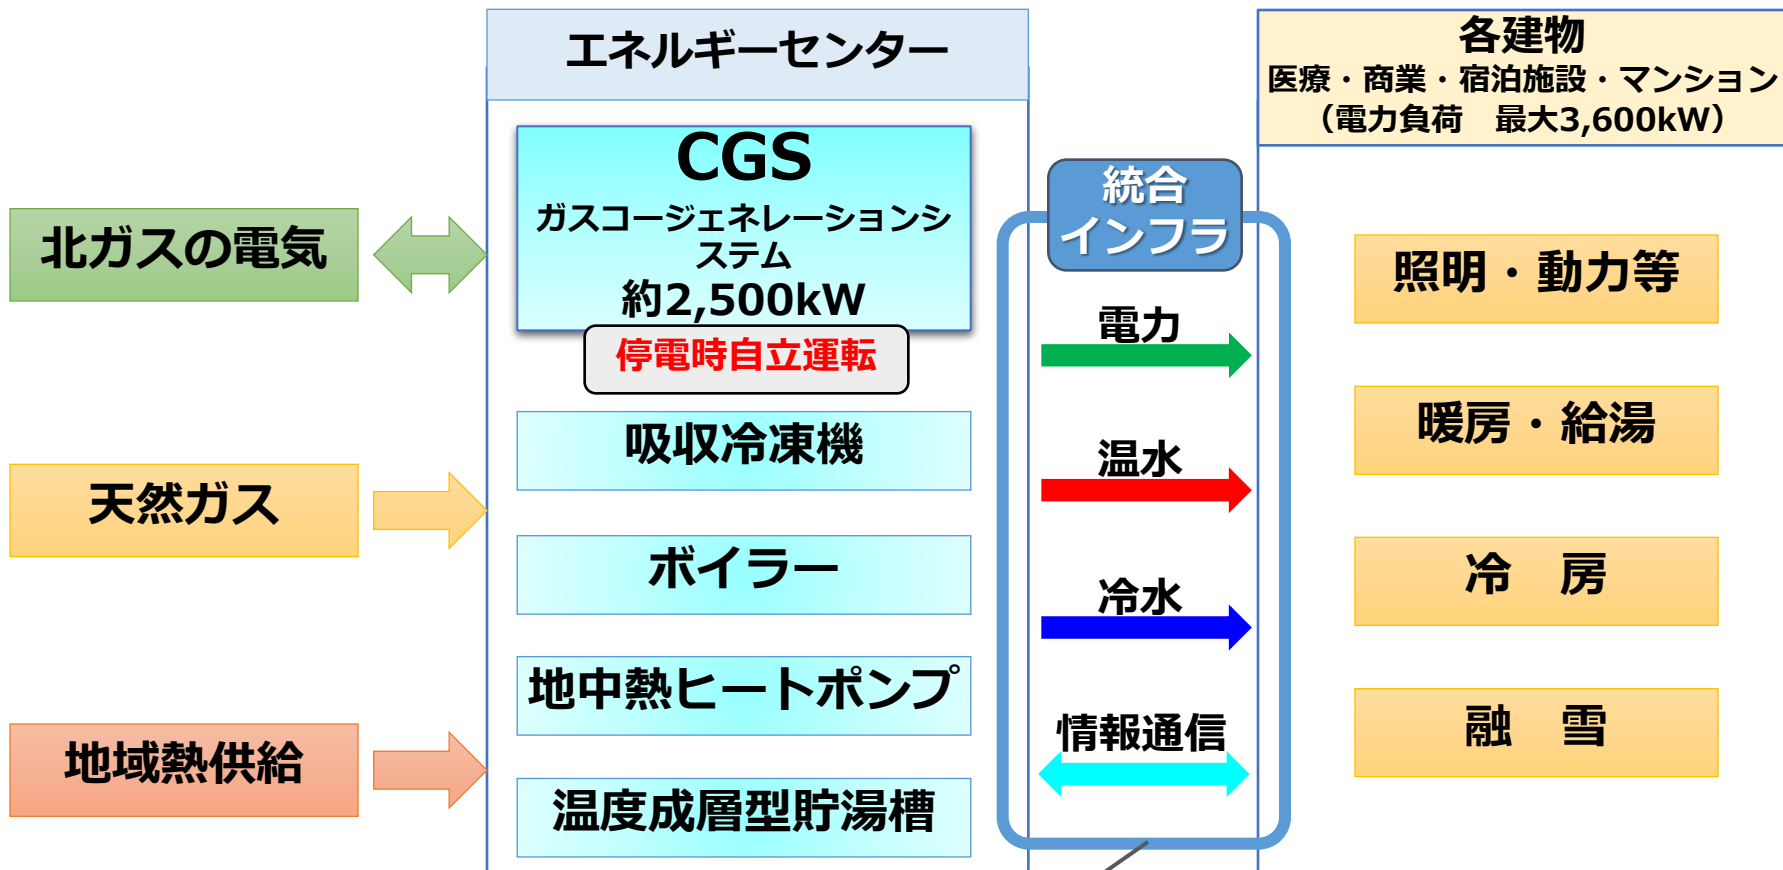 エネルギーセンター
各建物
医療・商業・宿泊施設・マンション
（電力負荷　最大3,600kW）
CGS
ガスコージェネレーションシ
ステム
約2,500kW
停電時自立運転
吸収冷凍機
ボイラー
地中熱ヒートポンプ
温度成層型貯湯槽
北ガスの電気
天然ガス
地域熱供給
統合
インフラ
電力
温水
冷水
情報通信
照明・動力等
暖房・給湯
冷　房
融　雪